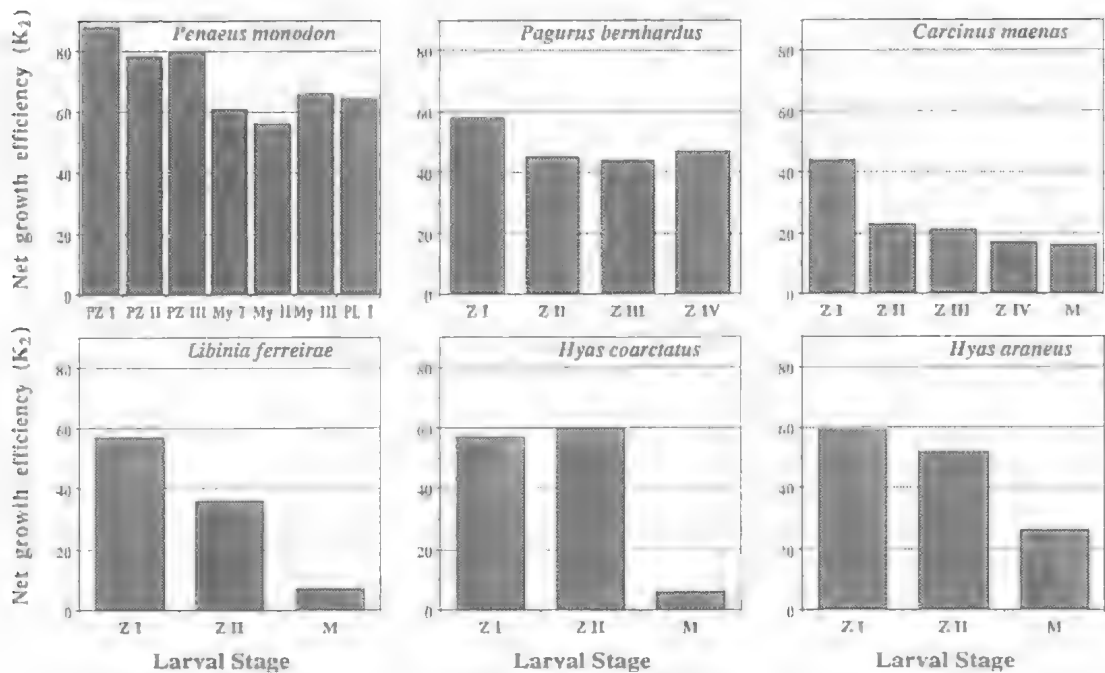 Net growth efficiency (K2)
Penaeus monodon
80
60
40
20
0
PZ I PZ II PZ III My I My II My III PL I
Pagurus bernhardus
80
60
40
20
0
Z I Z II Z III Z IV
Carcinus maenas
80
60
40
20
0
Z I Z II Z III Z IV M
Net growth efficiency (K2)
Libinia ferreirae
80
60
40
20
0
Z I Z II M
Larval Stage
Hyas coarctatus
80
60
40
20
0
Z I Z II M
Larval Stage
Hyas araneus
80
60
40
20
0
Z I Z II M
Larval Stage